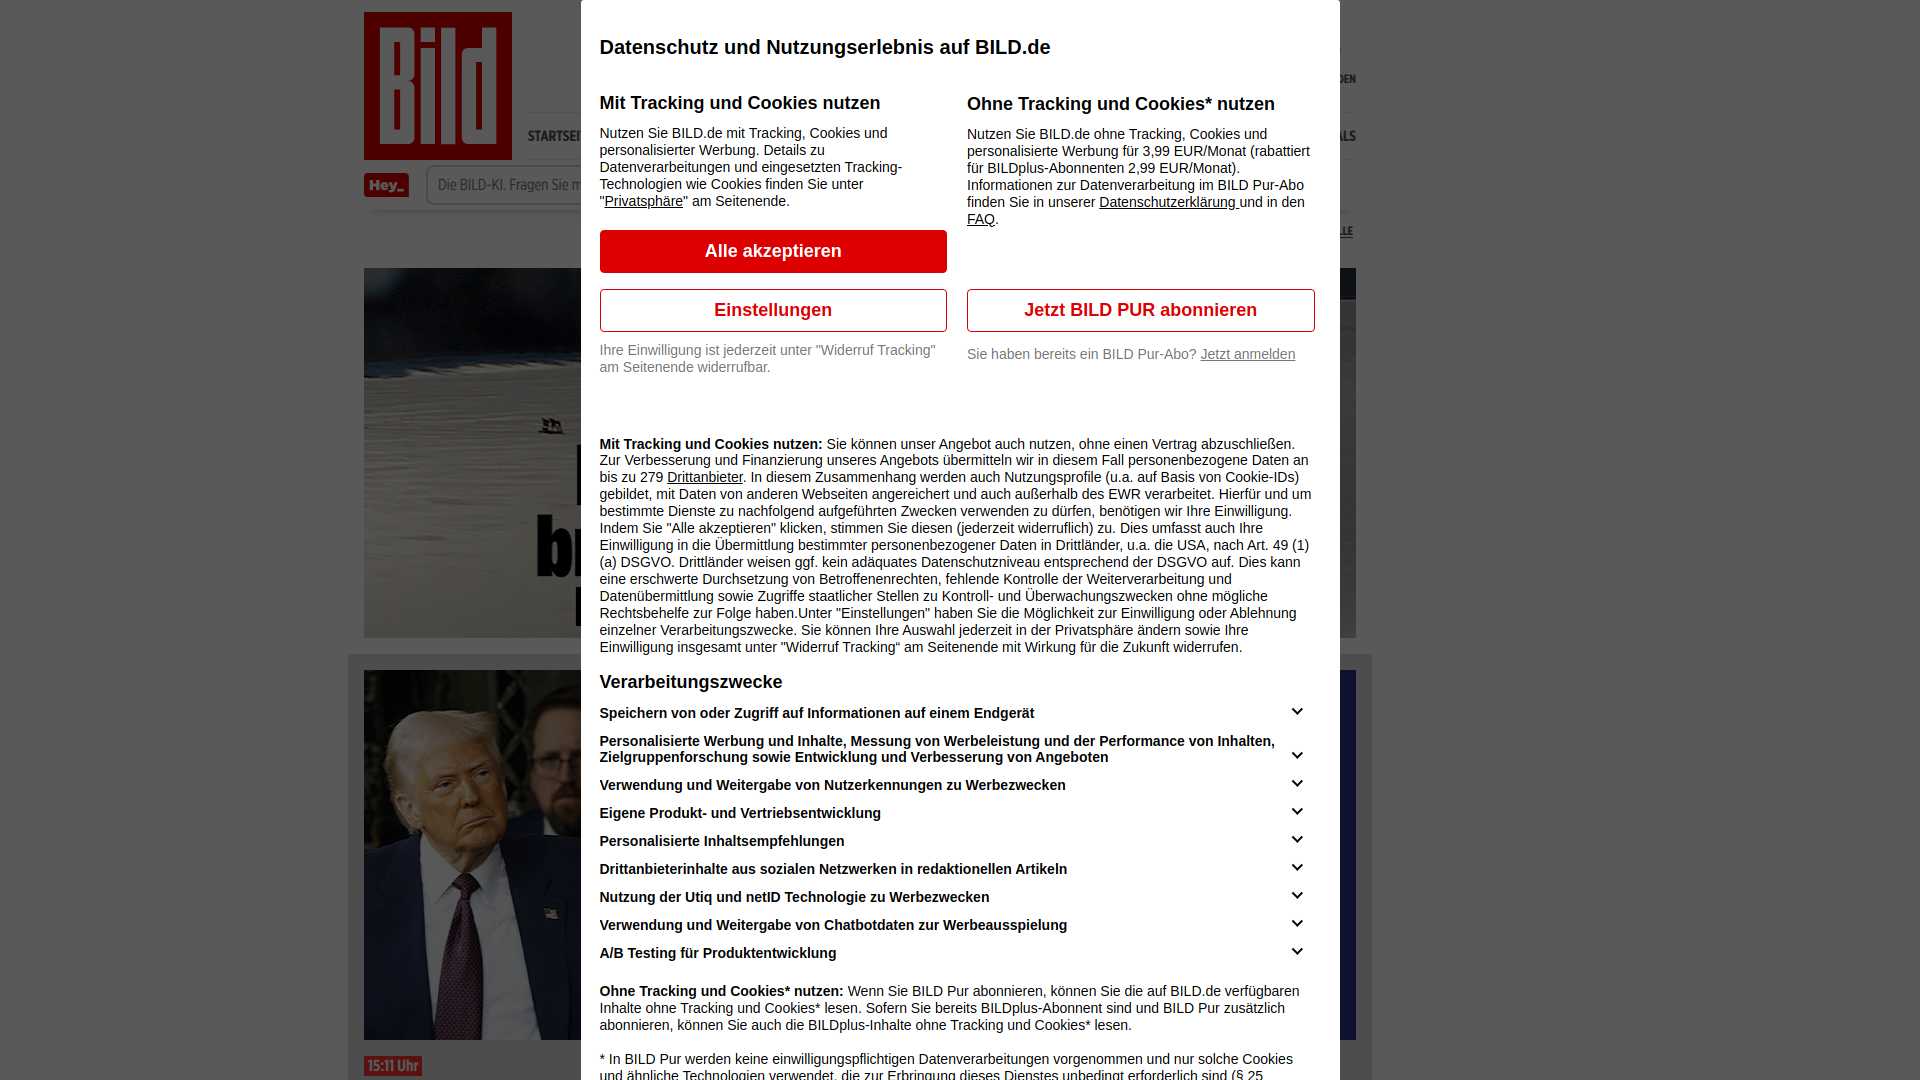 Bild
STARTSEI
Hey_
Die BILD-KI. Fragen Sie m
DEN
ALS
LLE
br
15:11 Uhr
Datenschutz und Nutzungserlebnis auf BILD.de
Mit Tracking und Cookies nutzen
Nutzen Sie BILD.de mit Tracking, Cookies und
personalisierter Werbung. Details zu
Datenverarbeitungen und eingesetzten Tracking-
Technologien wie Cookies finden Sie unter
"Privatsphäre" am Seitenende.
Alle akzeptieren
Einstellungen
Ihre Einwilligung ist jederzeit unter "Widerruf Tracking"
am Seitenende widerrufbar.
Ohne Tracking und Cookies* nutzen
Nutzen Sie BILD.de ohne Tracking, Cookies und
personalisierte Werbung für 3,99 EUR/Monat (rabattiert
für BILDplus-Abonnenten 2,99 EUR/Monat).
Informationen zur Datenverarbeitung im BILD Pur-Abo
finden Sie in unserer Datenschutzerklärung und in den
FAQ.
Jetzt BILD PUR abonnieren
Sie haben bereits ein BILD Pur-Abo? Jetzt anmelden
Mit Tracking und Cookies nutzen: Sie können unser Angebot auch nutzen, ohne einen Vertrag abzuschließen.
Zur Verbesserung und Finanzierung unseres Angebots übermitteln wir in diesem Fall personenbezogene Daten an
bis zu 279 Drittanbieter. In diesem Zusammenhang werden auch Nutzungsprofile (u.a. auf Basis von Cookie-IDs)
gebildet, mit Daten von anderen Webseiten angereichert und auch außerhalb des EWR verarbeitet. Hierfür und um
bestimmte Dienste zu nachfolgend aufgeführten Zwecken verwenden zu dürfen, benötigen wir Ihre Einwilligung.
Indem Sie "Alle akzeptieren" klicken, stimmen Sie diesen (jederzeit widerruflich) zu. Dies umfasst auch Ihre
Einwilligung in die Übermittlung bestimmter personenbezogener Daten in Drittländer, u.a. die USA, nach Art. 49 (1)
(a) DSGVO. Drittländer weisen ggf. kein adäquates Datenschutzniveau entsprechend der DSGVO auf. Dies kann
eine erschwerte Durchsetzung von Betroffenenrechten, fehlende Kontrolle der Weiterverarbeitung und
Datenübermittlung sowie Zugriffe staatlicher Stellen zu Kontroll- und Überwachungszwecken ohne mögliche
Rechtsbehelfe zur Folge haben.Unter "Einstellungen" haben Sie die Möglichkeit zur Einwilligung oder Ablehnung
einzelner Verarbeitungszwecke. Sie können Ihre Auswahl jederzeit in der Privatsphäre ändern sowie Ihre
Einwilligung insgesamt unter "Widerruf Tracking“ am Seitenende mit Wirkung für die Zukunft widerrufen.
Verarbeitungszwecke
Speichern von oder Zugriff auf Informationen auf einem Endgerät
Personalisierte Werbung und Inhalte, Messung von Werbeleistung und der Performance von Inhalten,
Zielgruppenforschung sowie Entwicklung und Verbesserung von Angeboten
Verwendung und Weitergabe von Nutzerkennungen zu Werbezwecken
Eigene Produkt- und Vertriebsentwicklung
Personalisierte Inhaltsempfehlungen
Drittanbieterinhalte aus sozialen Netzwerken in redaktionellen Artikeln
Nutzung der Utiq und netID Technologie zu Werbezwecken
Verwendung und Weitergabe von Chatbotdaten zur Werbeausspielung
A/B Testing für Produktentwicklung
Ohne Tracking und Cookies* nutzen: Wenn Sie BILD Pur abonnieren, können Sie die auf BILD.de verfügbaren
Inhalte ohne Tracking und Cookies* lesen. Sofern Sie bereits BILDplus-Abonnent sind und BILD Pur zusätzlich
abonnieren, können Sie auch die BILDplus-Inhalte ohne Tracking und Cookies* lesen.
* In BILD Pur werden keine einwilligungspflichtigen Datenverarbeitungen vorgenommen und nur solche Cookies
und ähnliche Technologien verwendet, die zur Erbringung dieses Dienstes unbedingt erforderlich sind (§ 25